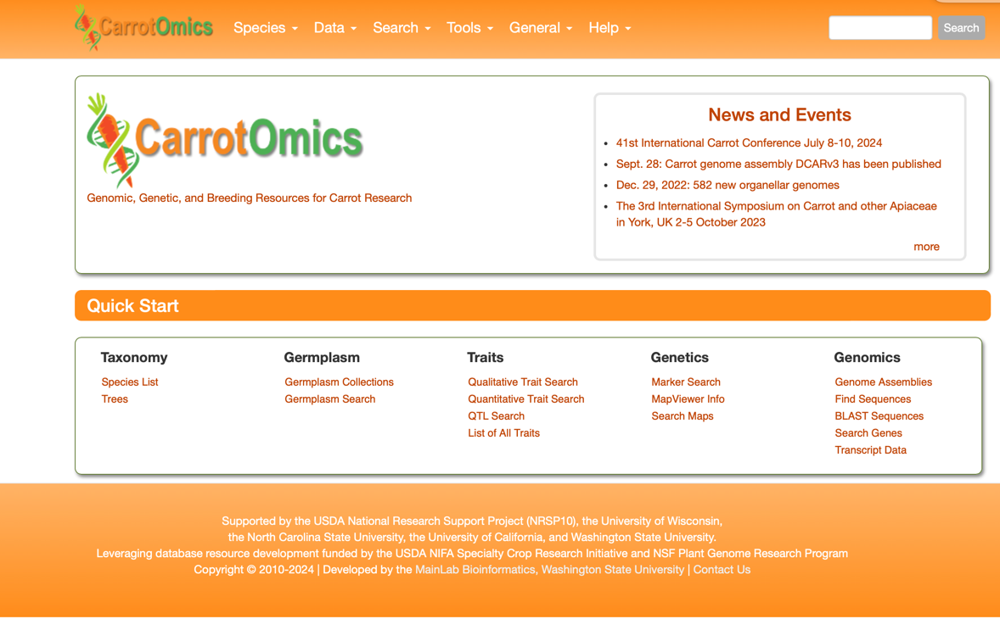 CarrotOmics Species Data Search Tools General Help Search
CarrotOmics
Genomic, Genetic, and Breeding Resources for Carrot Research
News and Events
41st International Carrot Conference July 8-10, 2024
Sept. 28: Carrot genome assembly DCARv3 has been published
Dec. 29, 2022: 582 new organellar genomes
The 3rd International Symposium on Carrot and other Apiaceae
in York, UK 2-5 October 2023
more
Quick Start
Taxonomy
Species List
Trees
Germplasm
Germplasm Collections
Germplasm Search
Traits
Qualitative Trait Search
Quantitative Trait Search
QTL Search
List of All Traits
Genetics
Marker Search
MapViewer Info
Search Maps
Genomics
Genome Assemblies
Find Sequences
BLAST Sequences
Search Genes
Transcript Data
Supported by the USDA National Research Support Project (NRSP10), the University of Wisconsin,
the North Carolina State University, the University of California, and Washington State University.
Leveraging database resource development funded by the USDA NIFA Specialty Crop Research Initiative and NSF Plant Genome Research Program
Copyright © 2010-2024 | Developed by the MainLab Bioinformatics, Washington State University | Contact Us